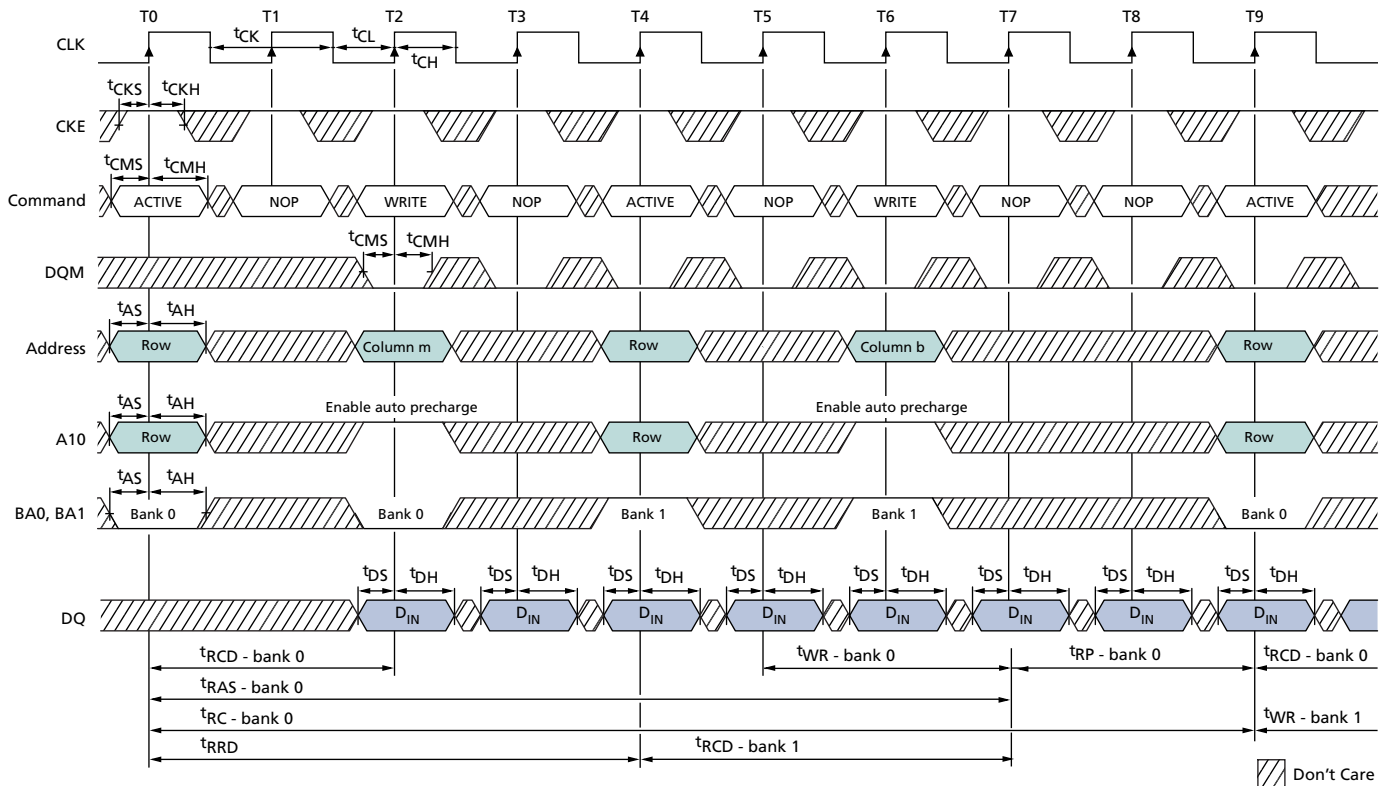 T0 T1 T2 T3 T4 T5 T6 T7 T8 T9
CLK tCK tCL tCH
tCKS tCKH
CKE
tCMS tCMH
Command ACTIVE NOP WRITE NOP ACTIVE NOP WRITE NOP NOP ACTIVE
tCMS tCMH
DQM
tAS tAH
Address Row Column m Row Column b Row
tAS tAH Enable auto precharge Enable auto precharge
A10 Row Row Row
tAS tAH
BA0, BA1 Bank 0 Bank 0 Bank 1 Bank 1 Bank 0
tDS tDH tDS tDH tDS tDH tDS tDH tDS tDH tDS tDH tDS tDH tDS tDH
DQ DIN DIN DIN DIN DIN DIN DIN DIN
tRCD - bank 0 tWR - bank 0 tRP - bank 0 tRCD - bank 0
tRAS - bank 0
tRC - bank 0 tWR - bank 1
tRRD tRCD - bank 1
Don't Care